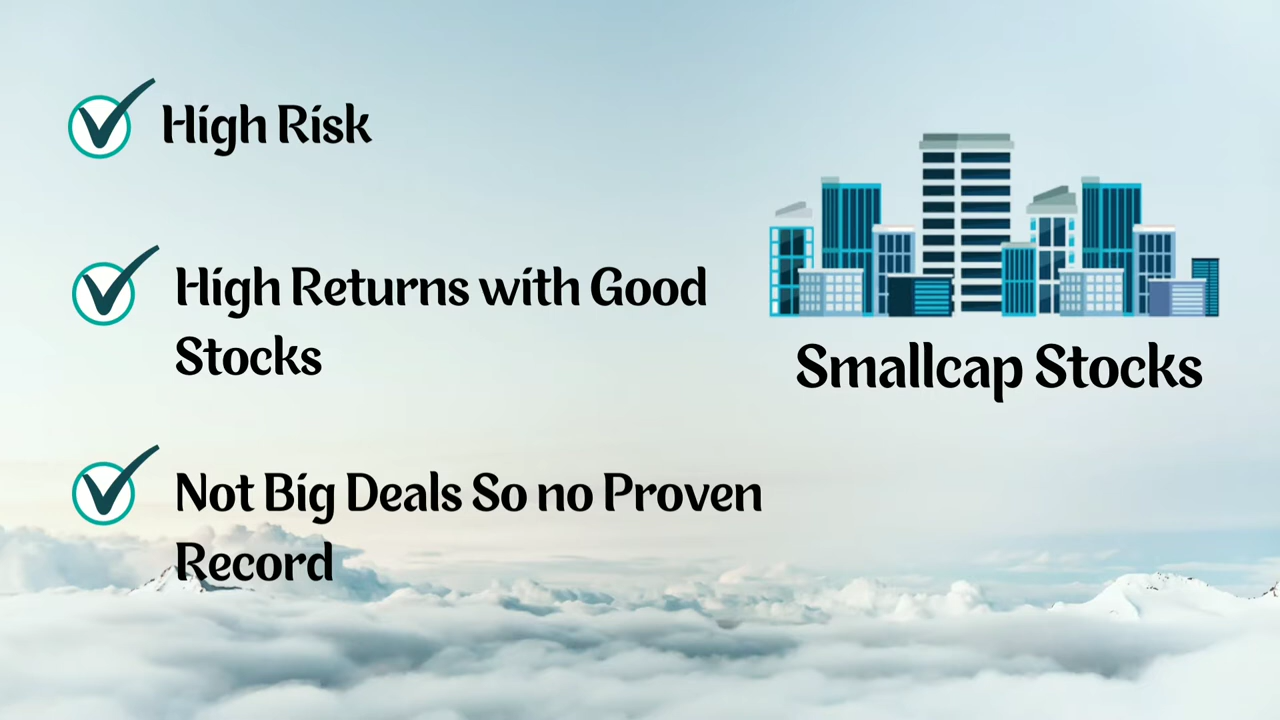 High Risk
High Returns with Good
Stocks
Not Big Deals So no Proven
Record
Smallcap Stocks